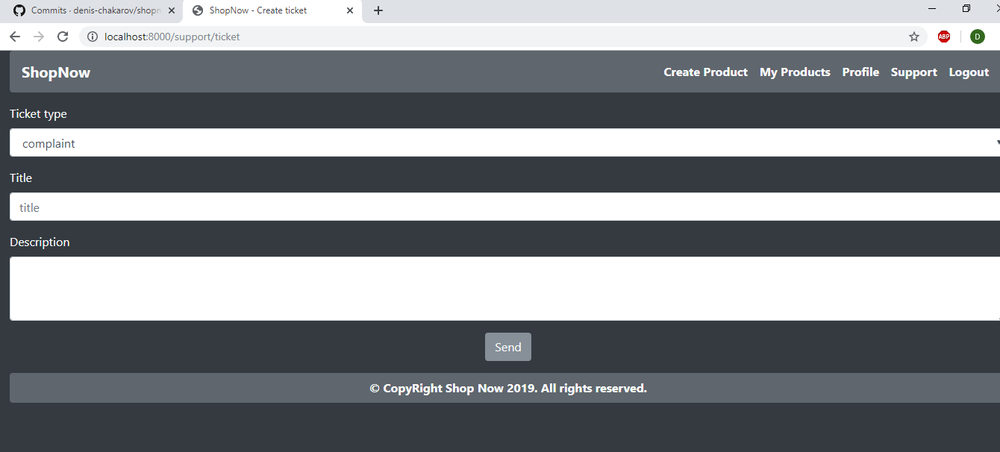 Commits · denis-chakarov/shopn
ShopNow - Create ticket
localhost:8000/support/ticket
ABP
D
ShopNow
Create Product My Products Profile Support Logout
Ticket type
complaint
Title
title
Description
Send
© CopyRight Shop Now 2019. All rights reserved.